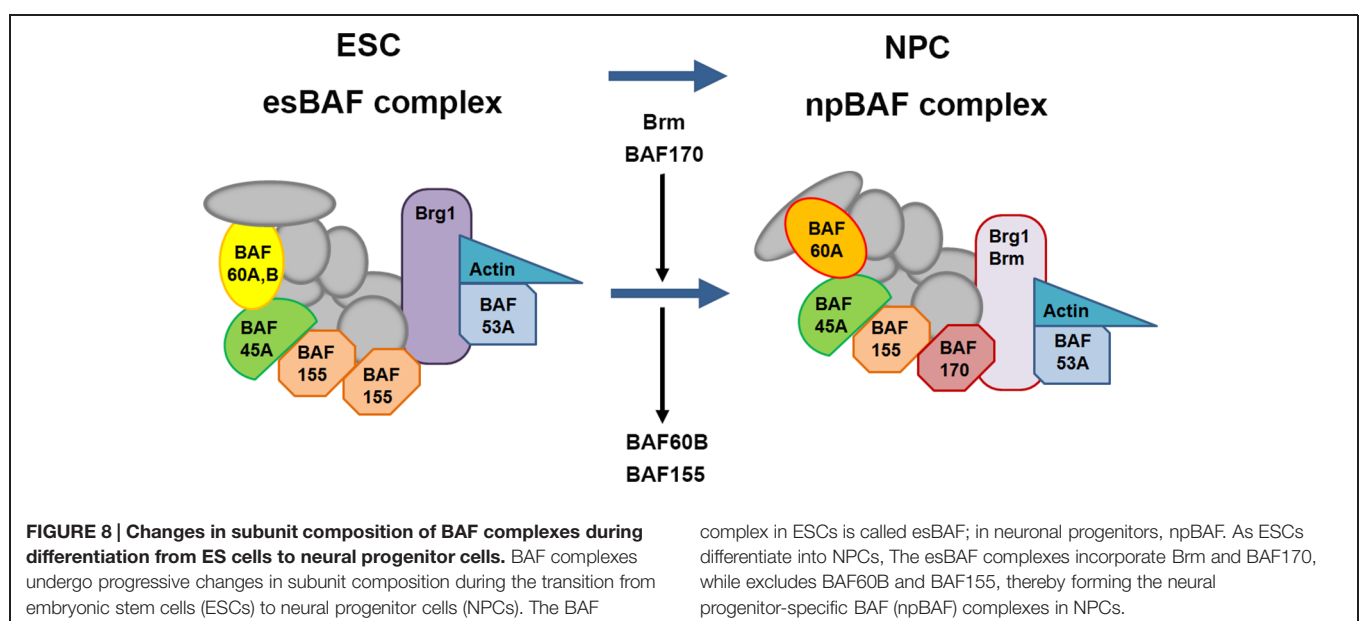 ESC
esBAF complex
NPC
npBAF complex
Brm
BAF170
Brg1
BAF
60A,B
Actin
BAF
53A
BAF
45A
BAF
155
BAF
155
BAF
60A
Brg1
Brm
BAF
45A
Actin
BAF
155
BAF
170
BAF
53A
BAF60B
BAF155
FIGURE 8 | Changes in subunit composition of BAF complexes during
differentiation from ES cells to neural progenitor cells. BAF complexes
undergo progressive changes in subunit composition during the transition from
embryonic stem cells (ESCs) to neural progenitor cells (NPCs). The BAF
complex in ESCs is called esBAF; in neuronal progenitors, npBAF. As ESCs
differentiate into NPCs, The esBAF complexes incorporate Brm and BAF170,
while excludes BAF60B and BAF155, thereby forming the neural
progenitor-specific BAF (npBAF) complexes in NPCs.